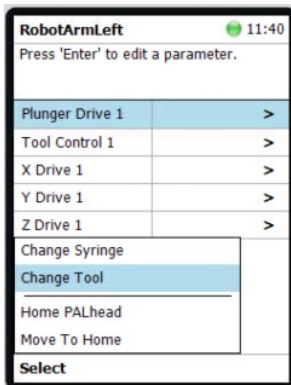 RobotArmLeft 11:40
Press 'Enter' to edit a parameter.
Plunger Drive 1 >
Tool Control 1 >
X Drive 1 >
Y Drive 1 >
Z Drive 1 >
Change Syringe
Change Tool
Home PALhead
Move To Home
Select